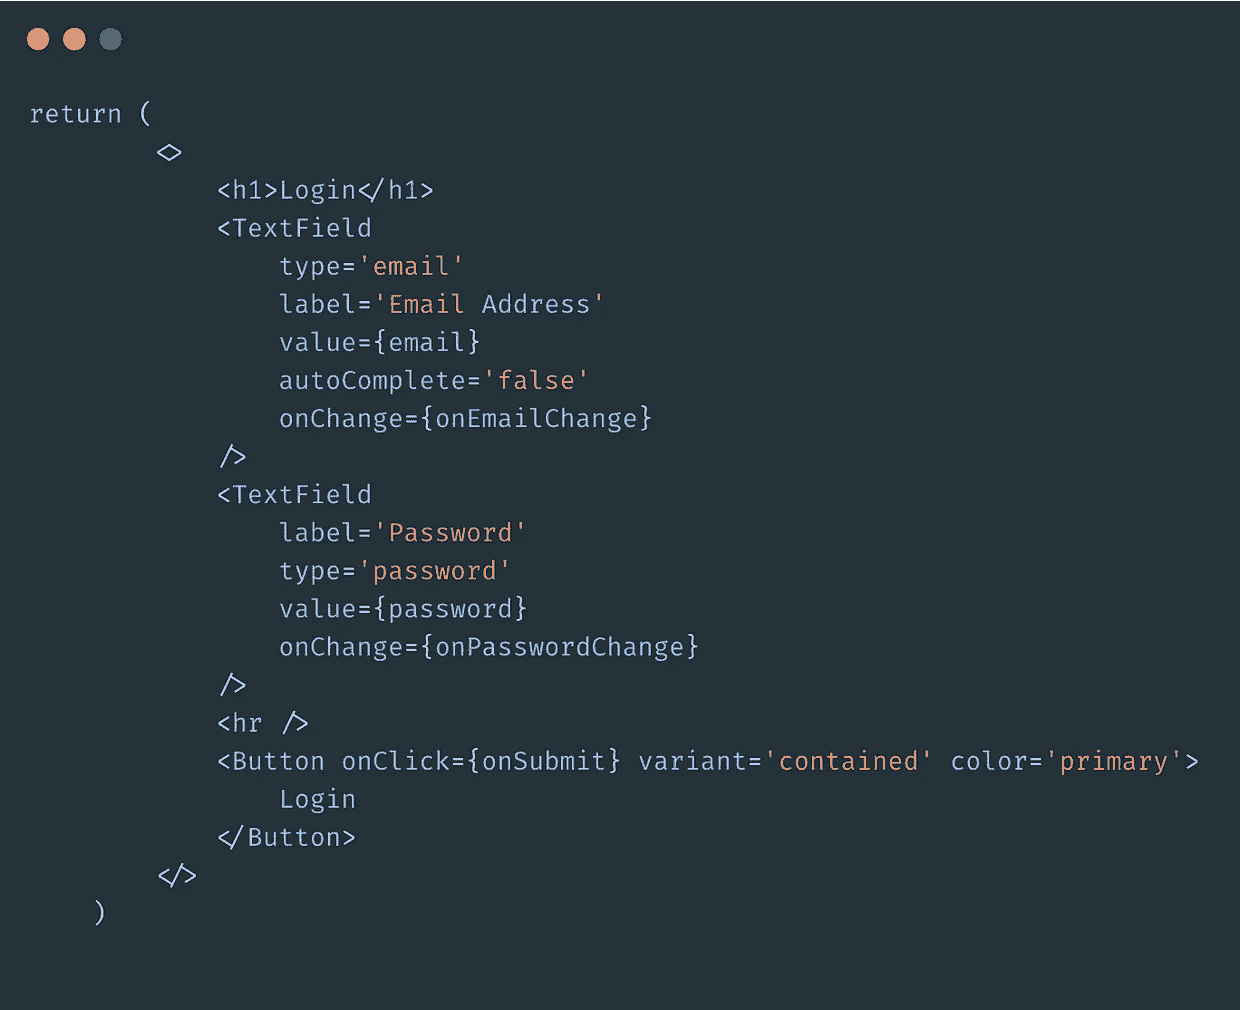 return (
<>
<h1>Login</h1>
<TextField
type='email'
label='Email Address'
value={email}
autoComplete='false'
onChange={onEmailChange}
/>
<TextField
label='Password'
type='password'
value={password}
onChange={onPasswordChange}
/>
<hr />
<Button onClick={onSubmit} variant='contained' color='primary'>
Login
</Button>
</>
)